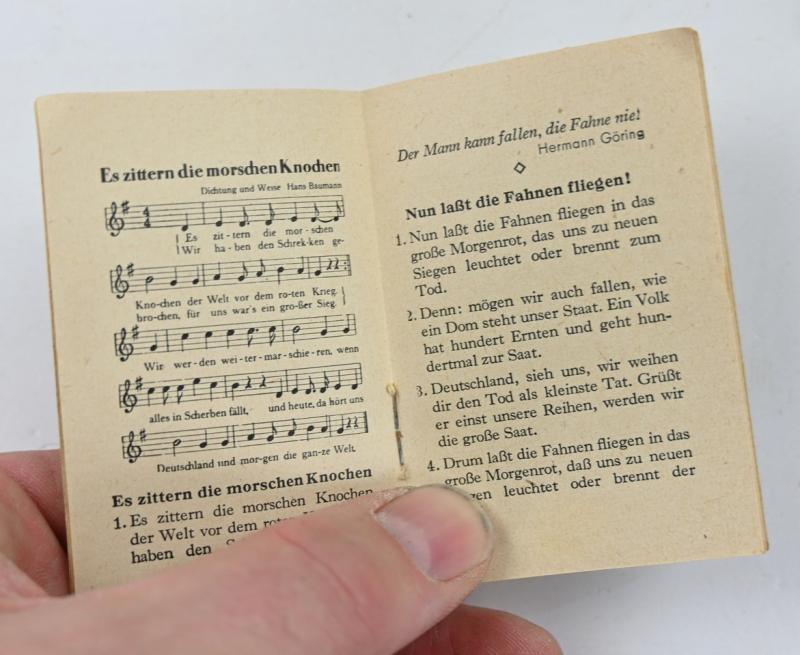 Es zittern die morschen Knochen
Dichtung und Weise Hans Baumann
Es zit - tern die mor - schen
Wir ha - ben den Schrek - ken ge-
Kno - chen der Welt vor dem ro - ten Krieg.
bro - chen, für uns war's ein gro - ßer Sieg.
Wir wer - den wei - ter - mar - schie - ren, wenn
alles in Scherben fällt, und heute, da hört uns
Deutschland und mor - gen die gan - ze Welt.
Es zittern die morschen Knochen
1. Es zittern die morschen Knochen
der Welt vor dem roten
haben den
Der Mann kann fallen, die Fahne nie!
Hermann Göring
Nun laßt die Fahnen fliegen!
1. Nun laßt die Fahnen fliegen in das
große Morgenrot, das uns zu neuen
Siegen leuchtet oder brennt zum
Tod.
2. Denn: mögen wir auch fallen, wie
ein Dom steht unser Staat. Ein Volk
hat hundert Ernten und geht hun-
dertmal zur Saat.
3. Deutschland, sieh uns, wir weihen
dir den Tod als kleinste Tat. Grüßt
er einst unsere Reihen, werden wir
die große Saat.
4. Drum laßt die Fahnen fliegen in das
große Morgenrot, daß uns zu neuen
leuchtet oder brennt der